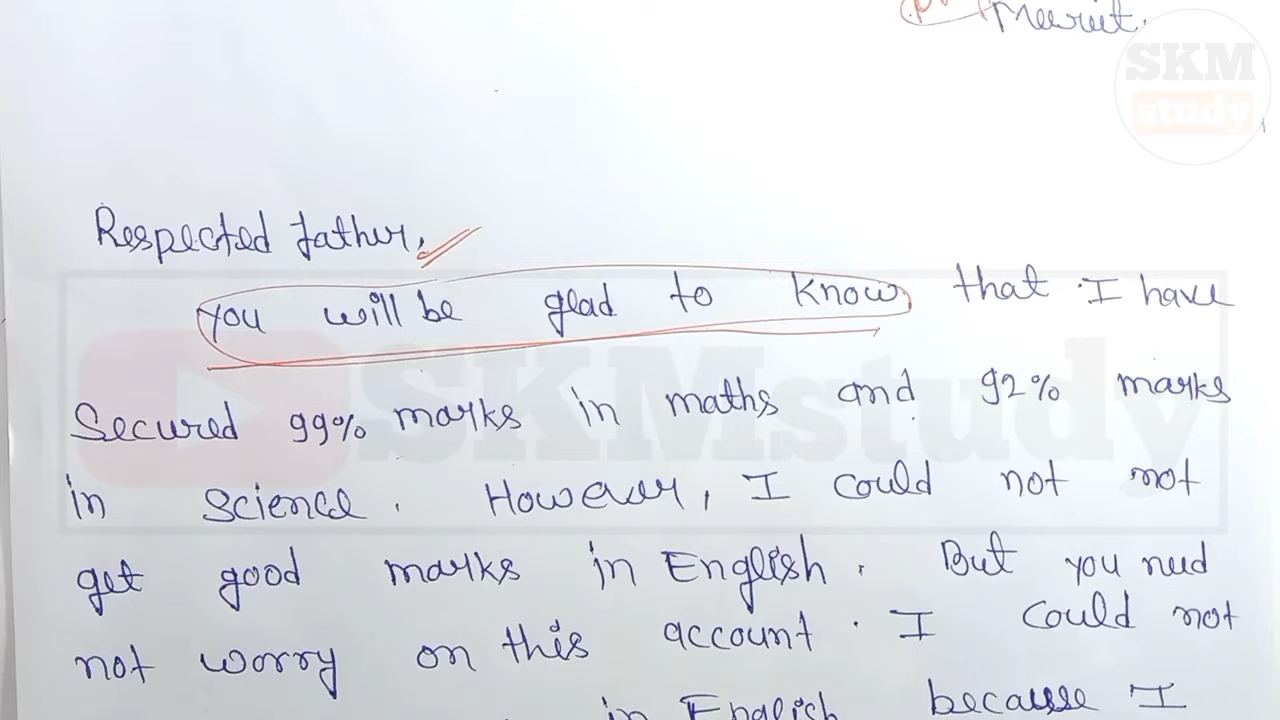 Meerut.
SKM
study
Respected father,
You will be glad to know that I have
SKMstudy
Secured 99% marks in maths and 92% marks
in Science. However, I could not not
get good marks in English. But you need
not worry on this account. I could not
in English because I